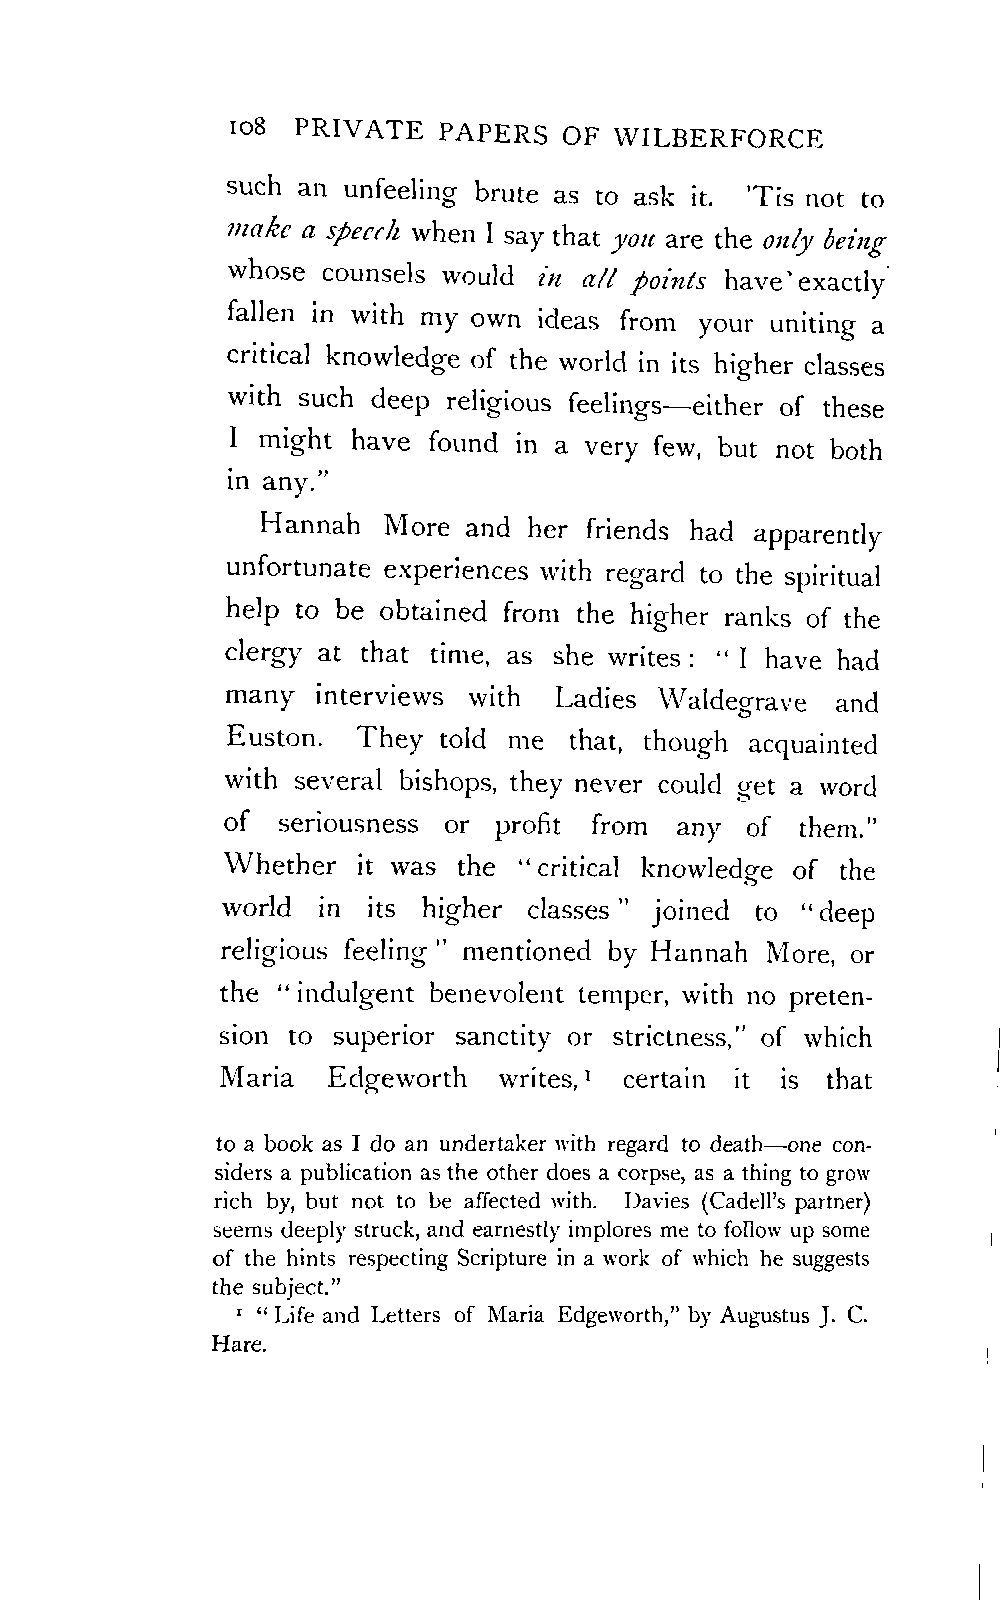 108 PRIVATE PAPERS OF WILBERFORCE
such an unfeeling brute as to ask it. 'Tis not to
make a speech when I say that you are the only being
whose counsels would in all points have exactly
fallen in with my own ideas from your uniting a
critical knowledge of the world in its higher classes
with such deep religious feelings—either of these
I might have found in a very few, but not both
in any."
Hannah More and her friends had apparently
unfortunate experiences with regard to the spiritual
help to be obtained from the higher ranks of the
clergy at that time, as she writes: "I have had
many interviews with Ladies Waldegrave and
Euston. They told me that, though acquainted
with several bishops, they never could get a word
of seriousness or profit from any of them."
Whether it was the "critical knowledge of the
world in its higher classes" joined to "deep
religious feeling" mentioned by Hannah More, or
the "indulgent benevolent temper, with no preten-
sion to superior sanctity or strictness," of which
Maria Edgeworth writes,¹ certain it is that
to a book as I do an undertaker with regard to death—one con-
siders a publication as the other does a corpse, as a thing to grow
rich by, but not to be affected with. Davies (Cadell's partner)
seems deeply struck, and earnestly implores me to follow up some
of the hints respecting Scripture in a work of which he suggests
the subject."
¹ "Life and Letters of Maria Edgeworth," by Augustus J. C.
Hare.